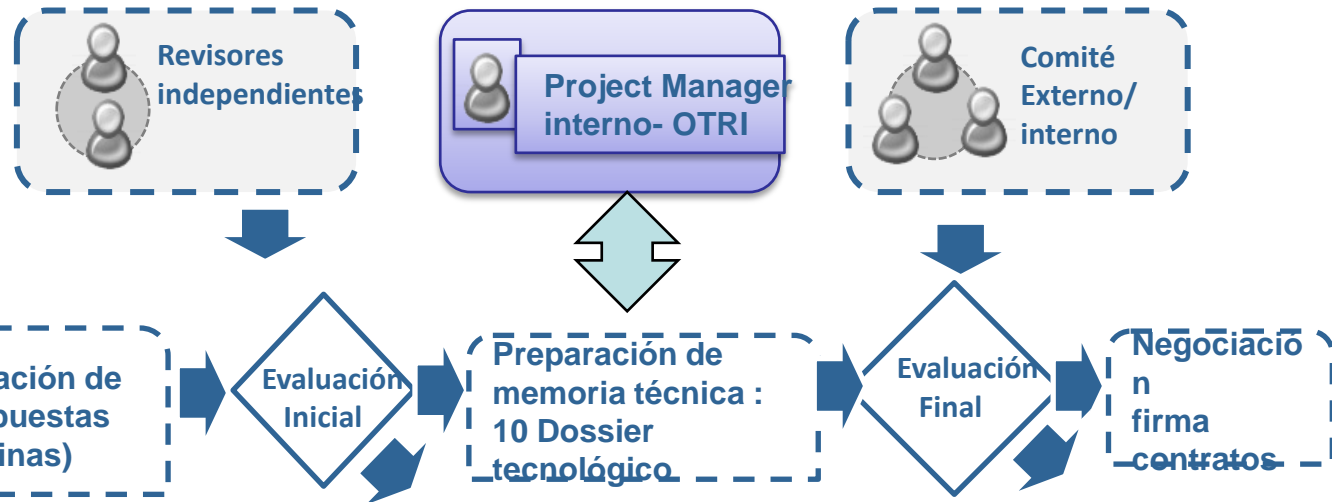 Revisores
independientes
Project Manager
interno- OTRI
Comité
Externo/
interno
ación de
puestas
inas)
Evaluación
Inicial
Preparación de
memoria técnica :
10 Dossier
tecnológico
Evaluación
Final
Negociació
n
firma
contratos